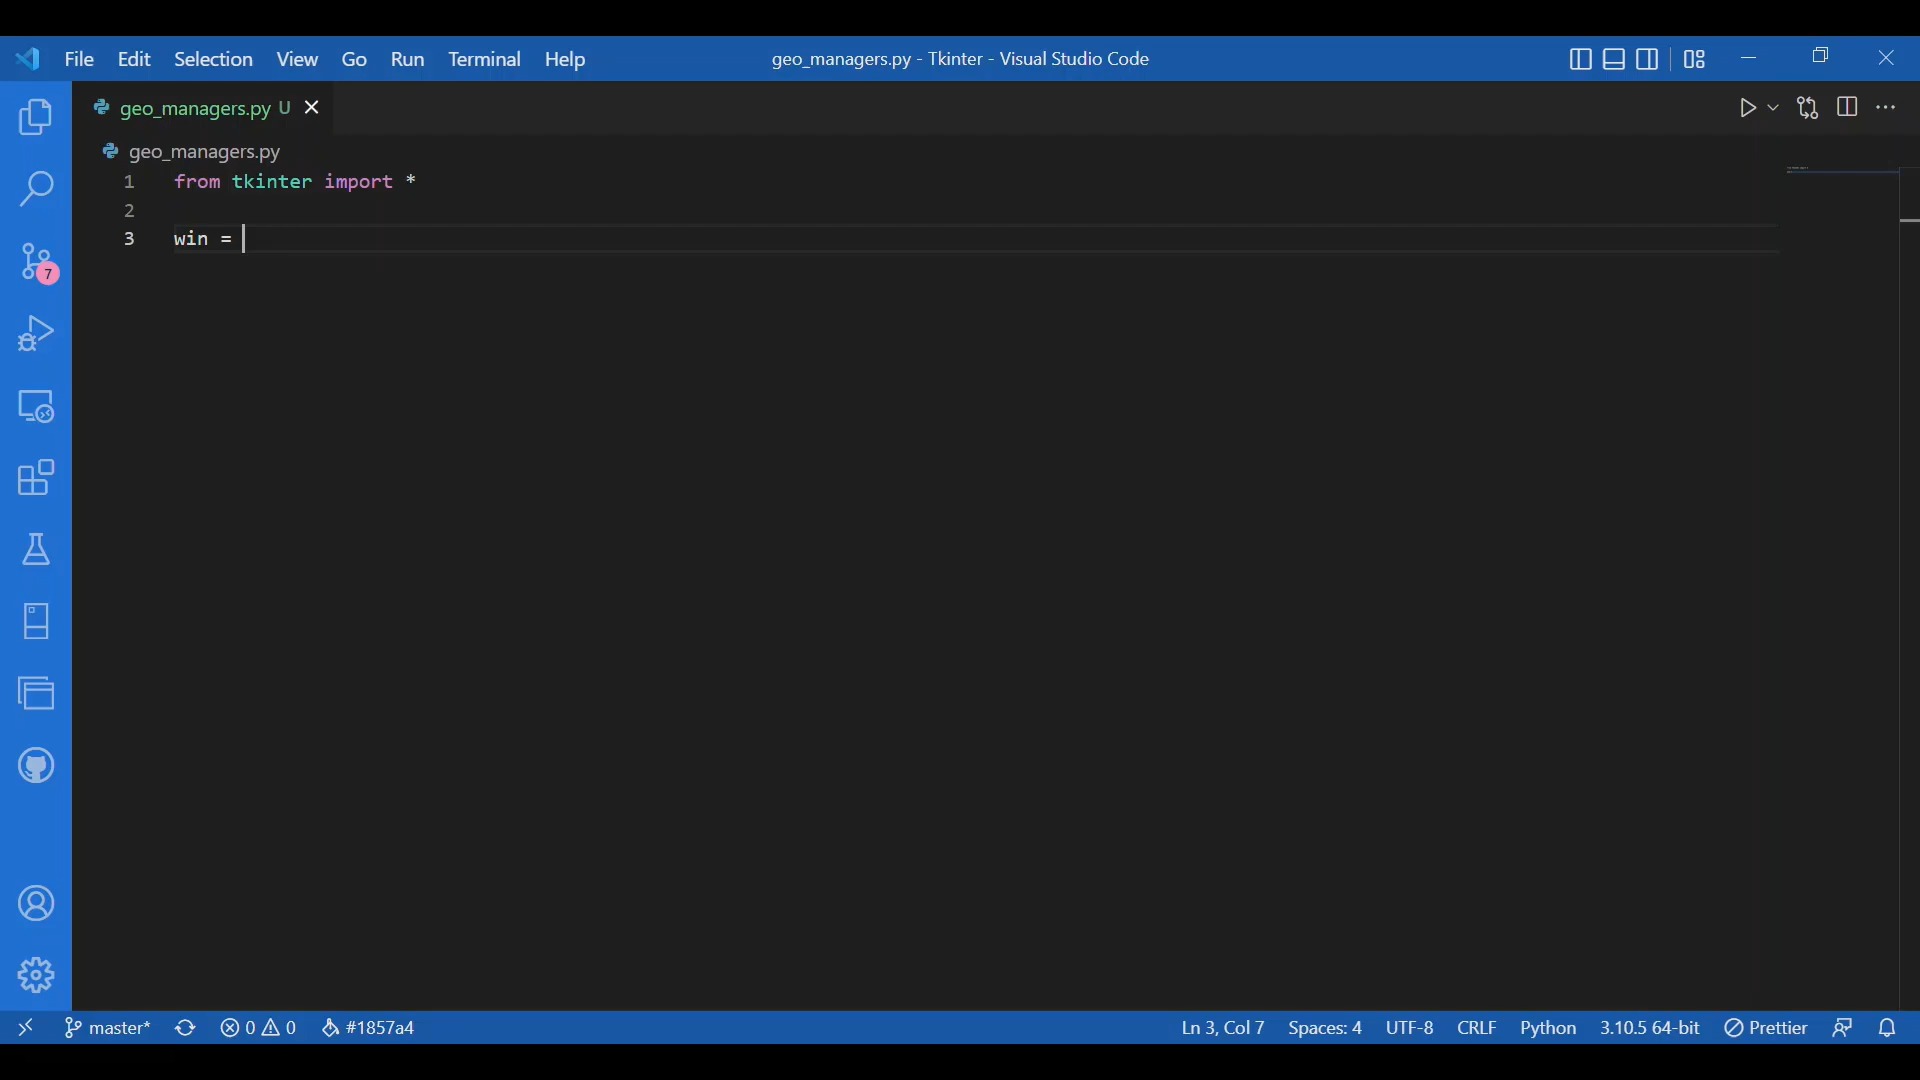 File Edit Selection View Go Run Terminal Help geo_managers.py - Tkinter - Visual Studio Code
geo_managers.py U
geo_managers.py
1 from tkinter import *
2
3 win =
7
master* 0 0 #1857a4 Ln 3, Col 7 Spaces: 4 UTF-8 CRLF Python 3.10.5 64-bit Prettier